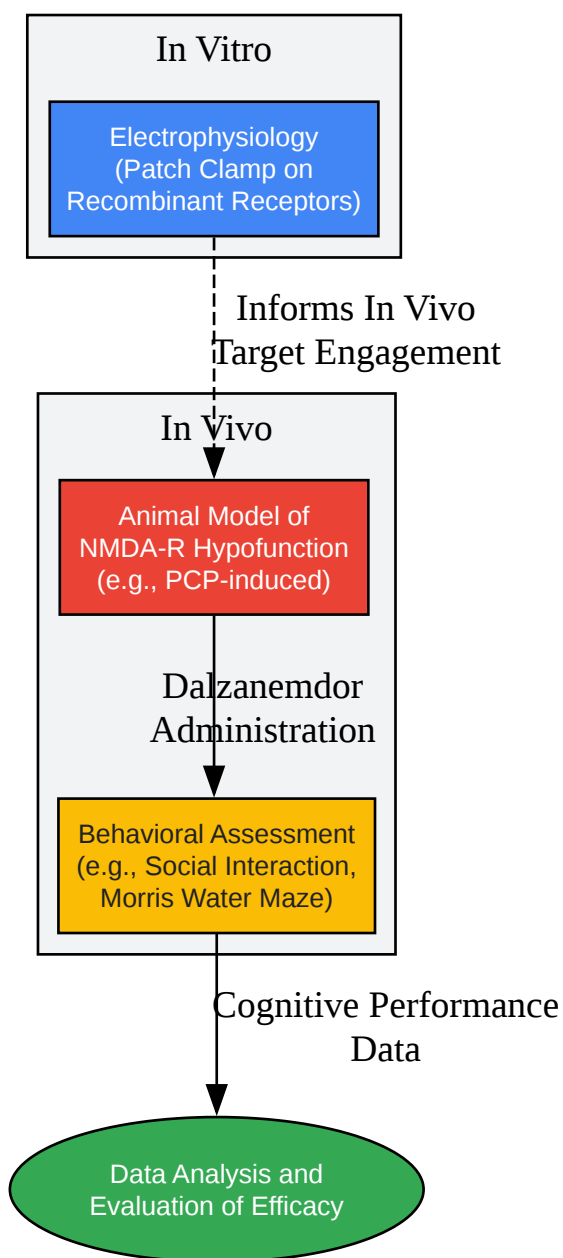 In Vitro
Electrophysiology
(Patch Clamp on
Recombinant Receptors)
Informs In Vivo
Target Engagement
In Vivo
Animal Model of
NMDA-R Hypofunction
(e.g., PCP-induced)
Dalzanemdor
Administration
Behavioral Assessment
(e.g., Social Interaction,
Morris Water Maze)
Cognitive Performance
Data
Data Analysis and
Evaluation of Efficacy